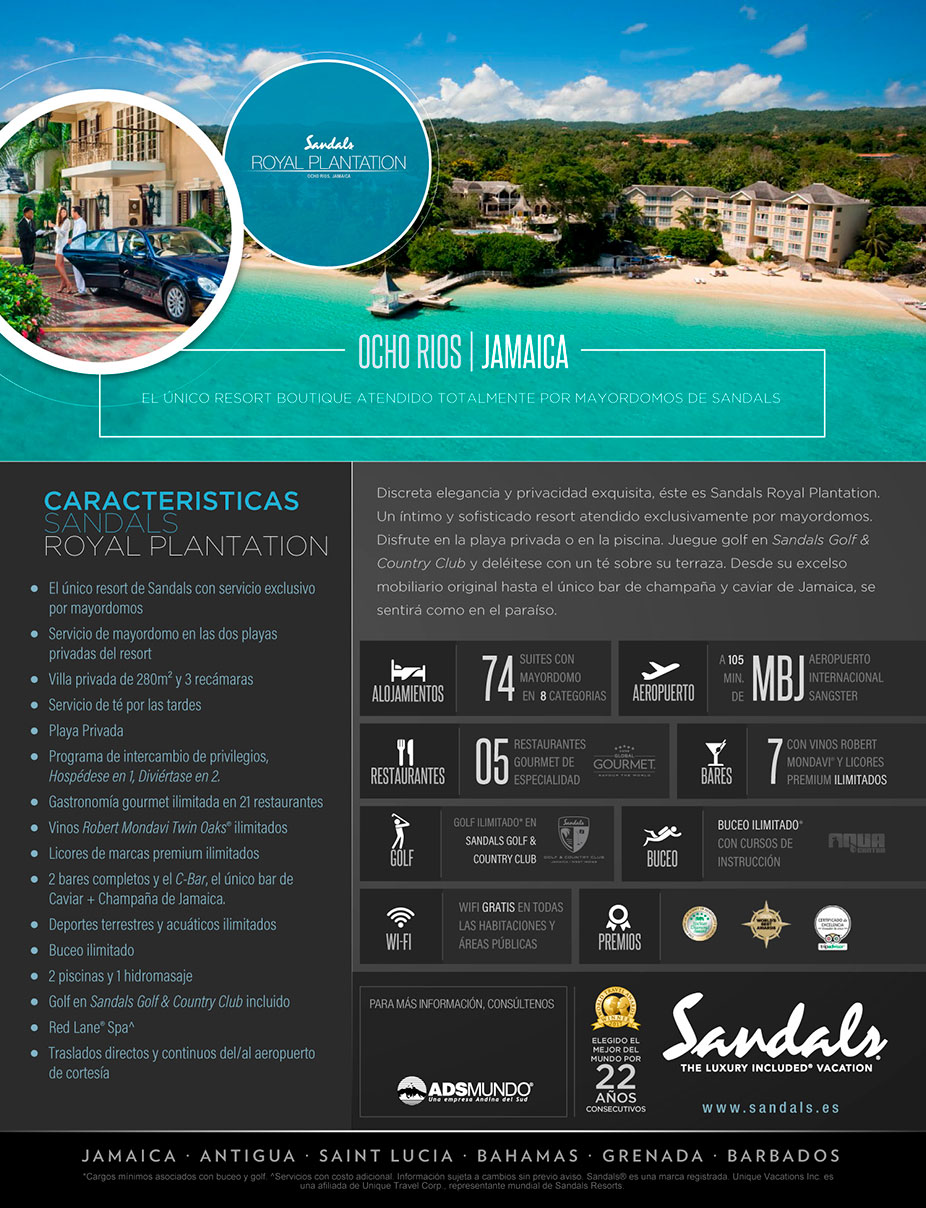 Sandals
ROYAL PLANTATION
OCHO RIOS, JAMAICA
OCHO RIOS | JAMAICA
EL ÚNICO RESORT BOUTIQUE ATENDIDO TOTALMENTE POR MAYORDOMOS DE SANDALS
CARACTERISTICAS
SANDALS
ROYAL PLANTATION
• El único resort de Sandals con servicio exclusivo
por mayordomos
• Servicio de mayordomo en las dos playas
privadas del resort
• Villa privada de 280m² y 3 recámaras
• Servicio de té por las tardes
• Playa Privada
• Programa de intercambio de privilegios,
Hospédese en 1, Diviértase en 2.
• Gastronomía gourmet ilimitada en 21 restaurantes
• Vinos Robert Mondavi Twin Oaks® ilimitados
• Licores de marcas premium ilimitados
• 2 bares completos y el C-Bar, el único bar de
Caviar + Champaña de Jamaica.
• Deportes terrestres y acuáticos ilimitados
• Buceo ilimitado
• 2 piscinas y 1 hidromasaje
• Golf en Sandals Golf & Country Club incluido
• Red Lane® Spa^
• Traslados directos y continuos del/al aeropuerto
de cortesía
Discreta elegancia y privacidad exquisita, éste es Sandals Royal Plantation.
Un íntimo y sofisticado resort atendido exclusivamente por mayordomos.
Disfrute en la playa privada o en la piscina. Juegue golf en Sandals Golf &
Country Club y deléitese con un té sobre su terraza. Desde su excelso
mobiliario original hasta el único bar de champaña y caviar de Jamaica, se
sentirá como en el paraíso.
ALOJAMIENTOS
74
SUITES CON
MAYORDOMO
EN 8 CATEGORIAS
AEROPUERTO
A 105
MIN.
DE
MBJ
AEROPUERTO
INTERNACIONAL
SANGSTER
RESTAURANTES
05
RESTAURANTES
GOURMET DE
ESPECIALIDAD
GLOBAL
GOURMET
BARES
7
CON VINOS ROBERT
MONDAVI® Y LICORES
PREMIUM ILIMITADOS
GOLF
GOLF ILIMITADO* EN
SANDALS GOLF &
COUNTRY CLUB
Sandals
GOLF & COUNTRY CLUB
BUCEO
BUCEO ILIMITADO*
CON CURSOS DE
INSTRUCCIÓN
AQUA
CENTER
WI-FI
WIFI GRATIS EN TODAS
LAS HABITACIONES Y
ÁREAS PÚBLICAS
PREMIOS
WORLD'S
BEST
AWARDS
CERTIFICADO de
EXCELENCIA
tripadvisor
PARA MÁS INFORMACIÓN, CONSÚLTENOS
ADSMUNDO®
Una empresa Andina del Sud
WINNER
2017
ELEGIDO EL
MEJOR DEL
MUNDO POR
22
AÑOS
CONSECUTIVOS
Sandals®
THE LUXURY INCLUDED® VACATION
www.sandals.es
JAMAICA · ANTIGUA · SAINT LUCIA · BAHAMAS · GRENADA · BARBADOS
*Cargos mínimos asociados con buceo y golf. ^Servicios con costo adicional. Información sujeta a cambios sin previo aviso. Sandals® es una marca registrada. Unique Vacations Inc. es
una afiliada de Unique Travel Corp., representante mundial de Sandals Resorts.